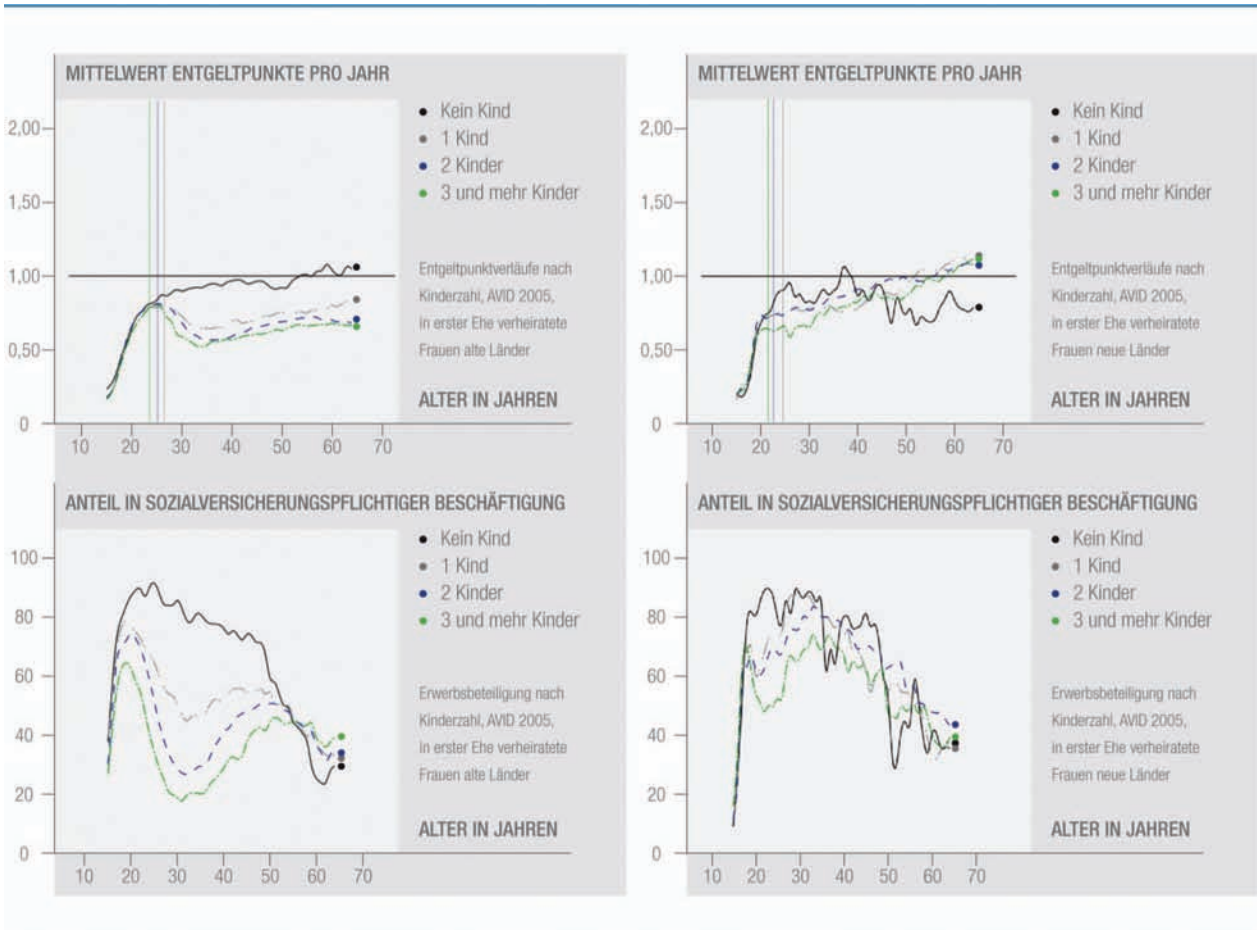 MITTELWERT ENTGELTPUNKTE PRO JAHR
2,00
1,50
1,00
0,50
0
Kein Kind
1 Kind
2 Kinder
3 und mehr Kinder
Entgeltpunktverläufe nach
Kinderzahl, AVID 2005,
in erster Ehe verheiratete
Frauen alte Länder
ALTER IN JAHREN
10 20 30 40 50 60 70
MITTELWERT ENTGELTPUNKTE PRO JAHR
2,00
1,50
1,00
0,50
0
Kein Kind
1 Kind
2 Kinder
3 und mehr Kinder
Entgeltpunktverläufe nach
Kinderzahl, AVID 2005,
in erster Ehe verheiratete
Frauen neue Länder
ALTER IN JAHREN
10 20 30 40 50 60 70
ANTEIL IN SOZIALVERSICHERUNGSPFLICHTIGER BESCHÄFTIGUNG
100
80
60
40
20
0
Kein Kind
1 Kind
2 Kinder
3 und mehr Kinder
Erwerbsbeteiligung nach
Kinderzahl, AVID 2005,
in erster Ehe verheiratete
Frauen alte Länder
ALTER IN JAHREN
10 20 30 40 50 60 70
ANTEIL IN SOZIALVERSICHERUNGSPFLICHTIGER BESCHÄFTIGUNG
100
80
60
40
20
0
Kein Kind
1 Kind
2 Kinder
3 und mehr Kinder
Erwerbsbeteiligung nach
Kinderzahl, AVID 2005,
in erster Ehe verheiratete
Frauen neue Länder
ALTER IN JAHREN
10 20 30 40 50 60 70